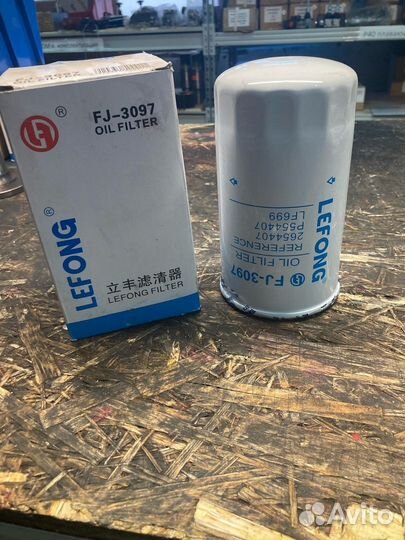 ®
FJ-3097
OIL FILTER
LEFONG®
立丰滤清器
LEFONG FILTER
LEFONG
FJ-3097
OIL FILTER
REFERENCE
2654407
P554407
LF699
Avito